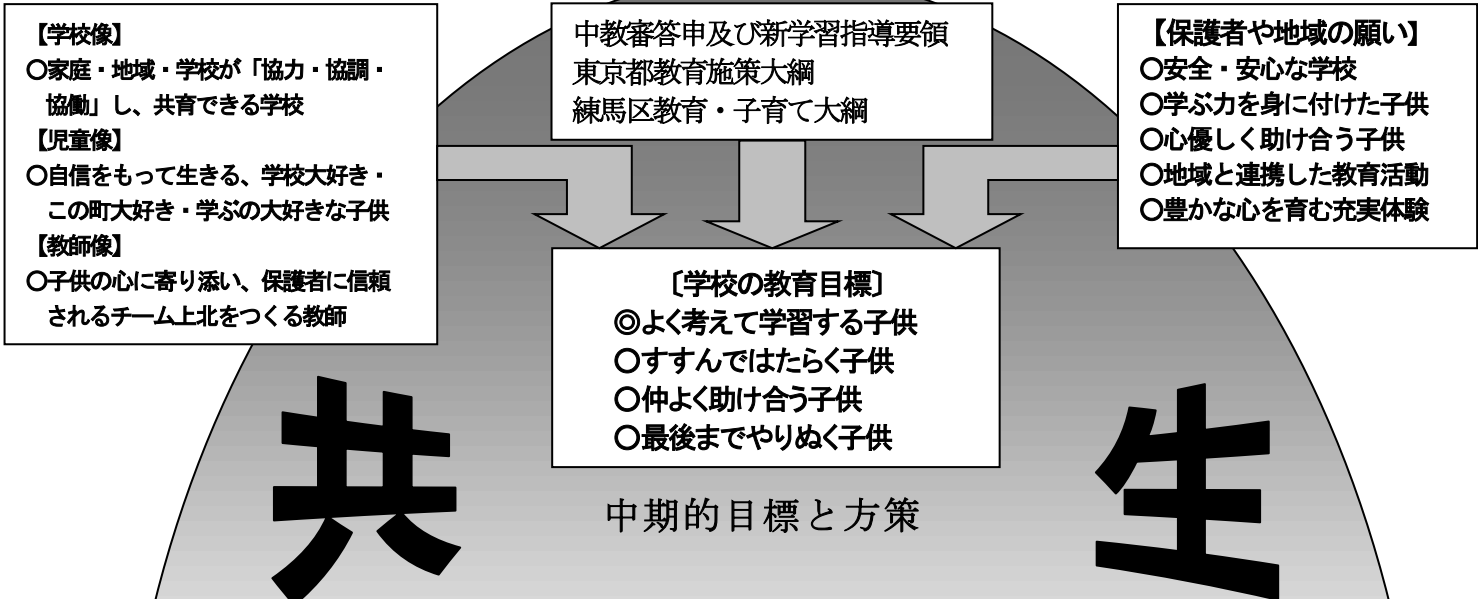 【学校像】
○家庭・地域・学校が「協力・協調・
協働」し、共育できる学校
【児童像】
○自信をもって生きる、学校大好き・
この町大好き・学ぶの大好きな子供
【教師像】
○子供の心に寄り添い、保護者に信頼
されるチーム上北をつくる教師
中教審答申及び新学習指導要領
東京都教育施策大綱
練馬区教育・子育て大綱
【保護者や地域の願い】
○安全・安心な学校
○学ぶ力を身に付けた子供
○心優しく助け合う子供
○地域と連携した教育活動
○豊かな心を育む充実体験
〔学校の教育目標〕
◎よく考えて学習する子供
○すすんではたらく子供
○仲よく助け合う子供
○最後までやりぬく子供
共
生
中期的目標と方策